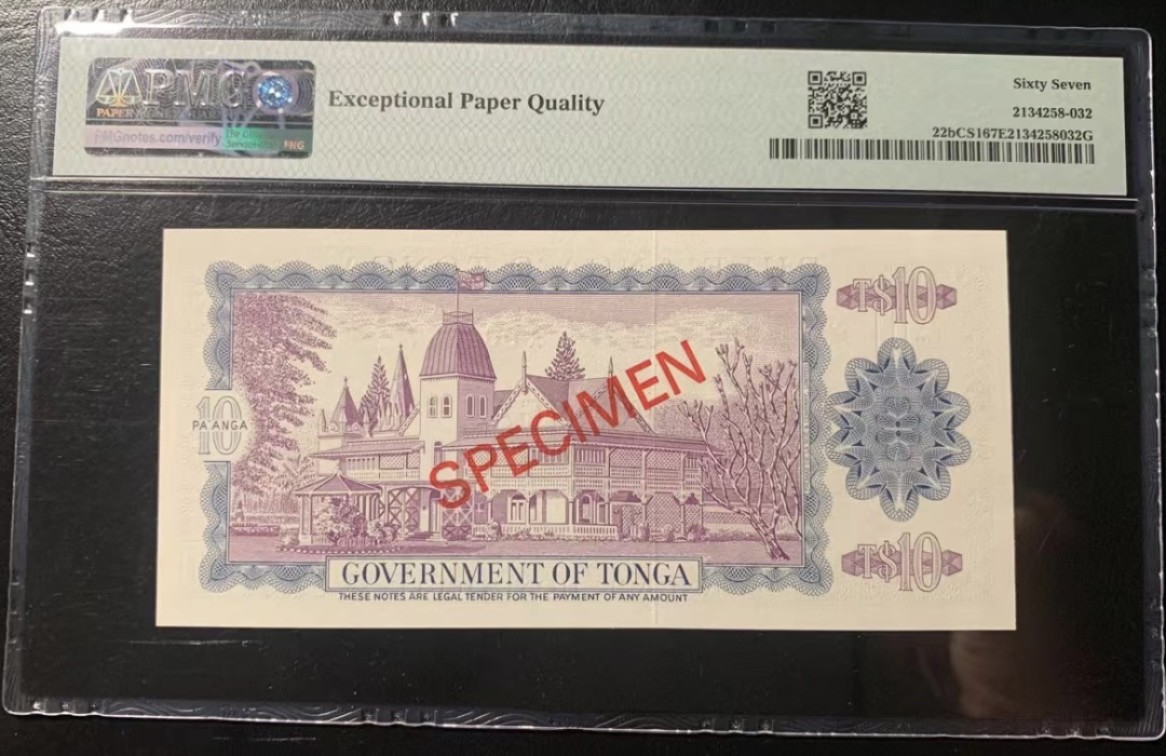 PMG
PMGnotes.com/verify
PMG
Exceptional Paper Quality
Sixty Seven
2134258-032
22bCS167E2134258032G
T$10
10
PA'ANGA
SPECIMEN
T$10
GOVERNMENT OF TONGA
THESE NOTES ARE LEGAL TENDER FOR THE PAYMENT OF ANY AMOUNT